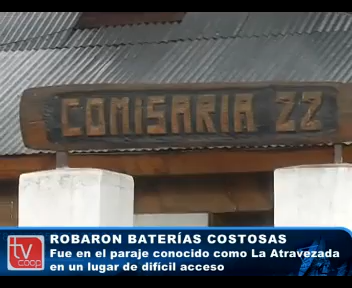 COMISARIA 22
ROBARON BATERÍAS COSTOSAS
Fue en el paraje conocido como La Atravezada
en un lugar de difícil acceso
tv
coop